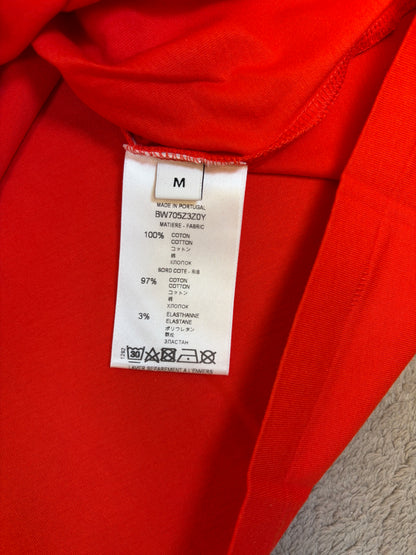 M
MADE IN PORTUGAL
BW705Z3Z0Y
MATIERE - FABRIC
100% COTON
COTTON
コットン
棉
ХЛОПОК
BORD COTE - RIB
97% COTON
COTTON
コットン
棉
ХЛОПОК
3% ELASTHANNE
ELASTANE
ポリウレタン
ЭЛАСТАН
1292
30
LAVER SEPAREMENT A L'ENVERS